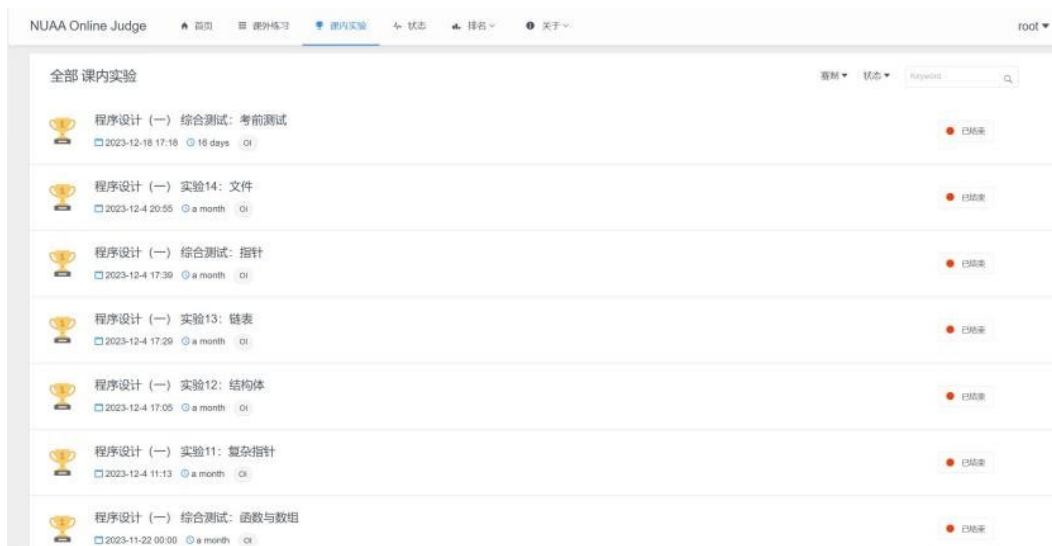 NUAA Online Judge 首页 课外练习 课内实验 状态 排名 关于 root
全部 课内实验 赛制 状态 Keyword
程序设计（一） 综合测试：考前测试
2023-12-18 17:18 16 days OI
已结束
程序设计（一） 实验14：文件
2023-12-4 20:55 a month OI
已结束
程序设计（一） 综合测试：指针
2023-12-4 17:39 a month OI
已结束
程序设计（一） 实验13：链表
2023-12-4 17:29 a month OI
已结束
程序设计（一） 实验12：结构体
2023-12-4 17:05 a month OI
已结束
程序设计（一） 实验11：复杂指针
2023-12-4 11:13 a month OI
已结束
程序设计（一） 综合测试：函数与数组
2023-11-22 00:00 a month OI
已结束